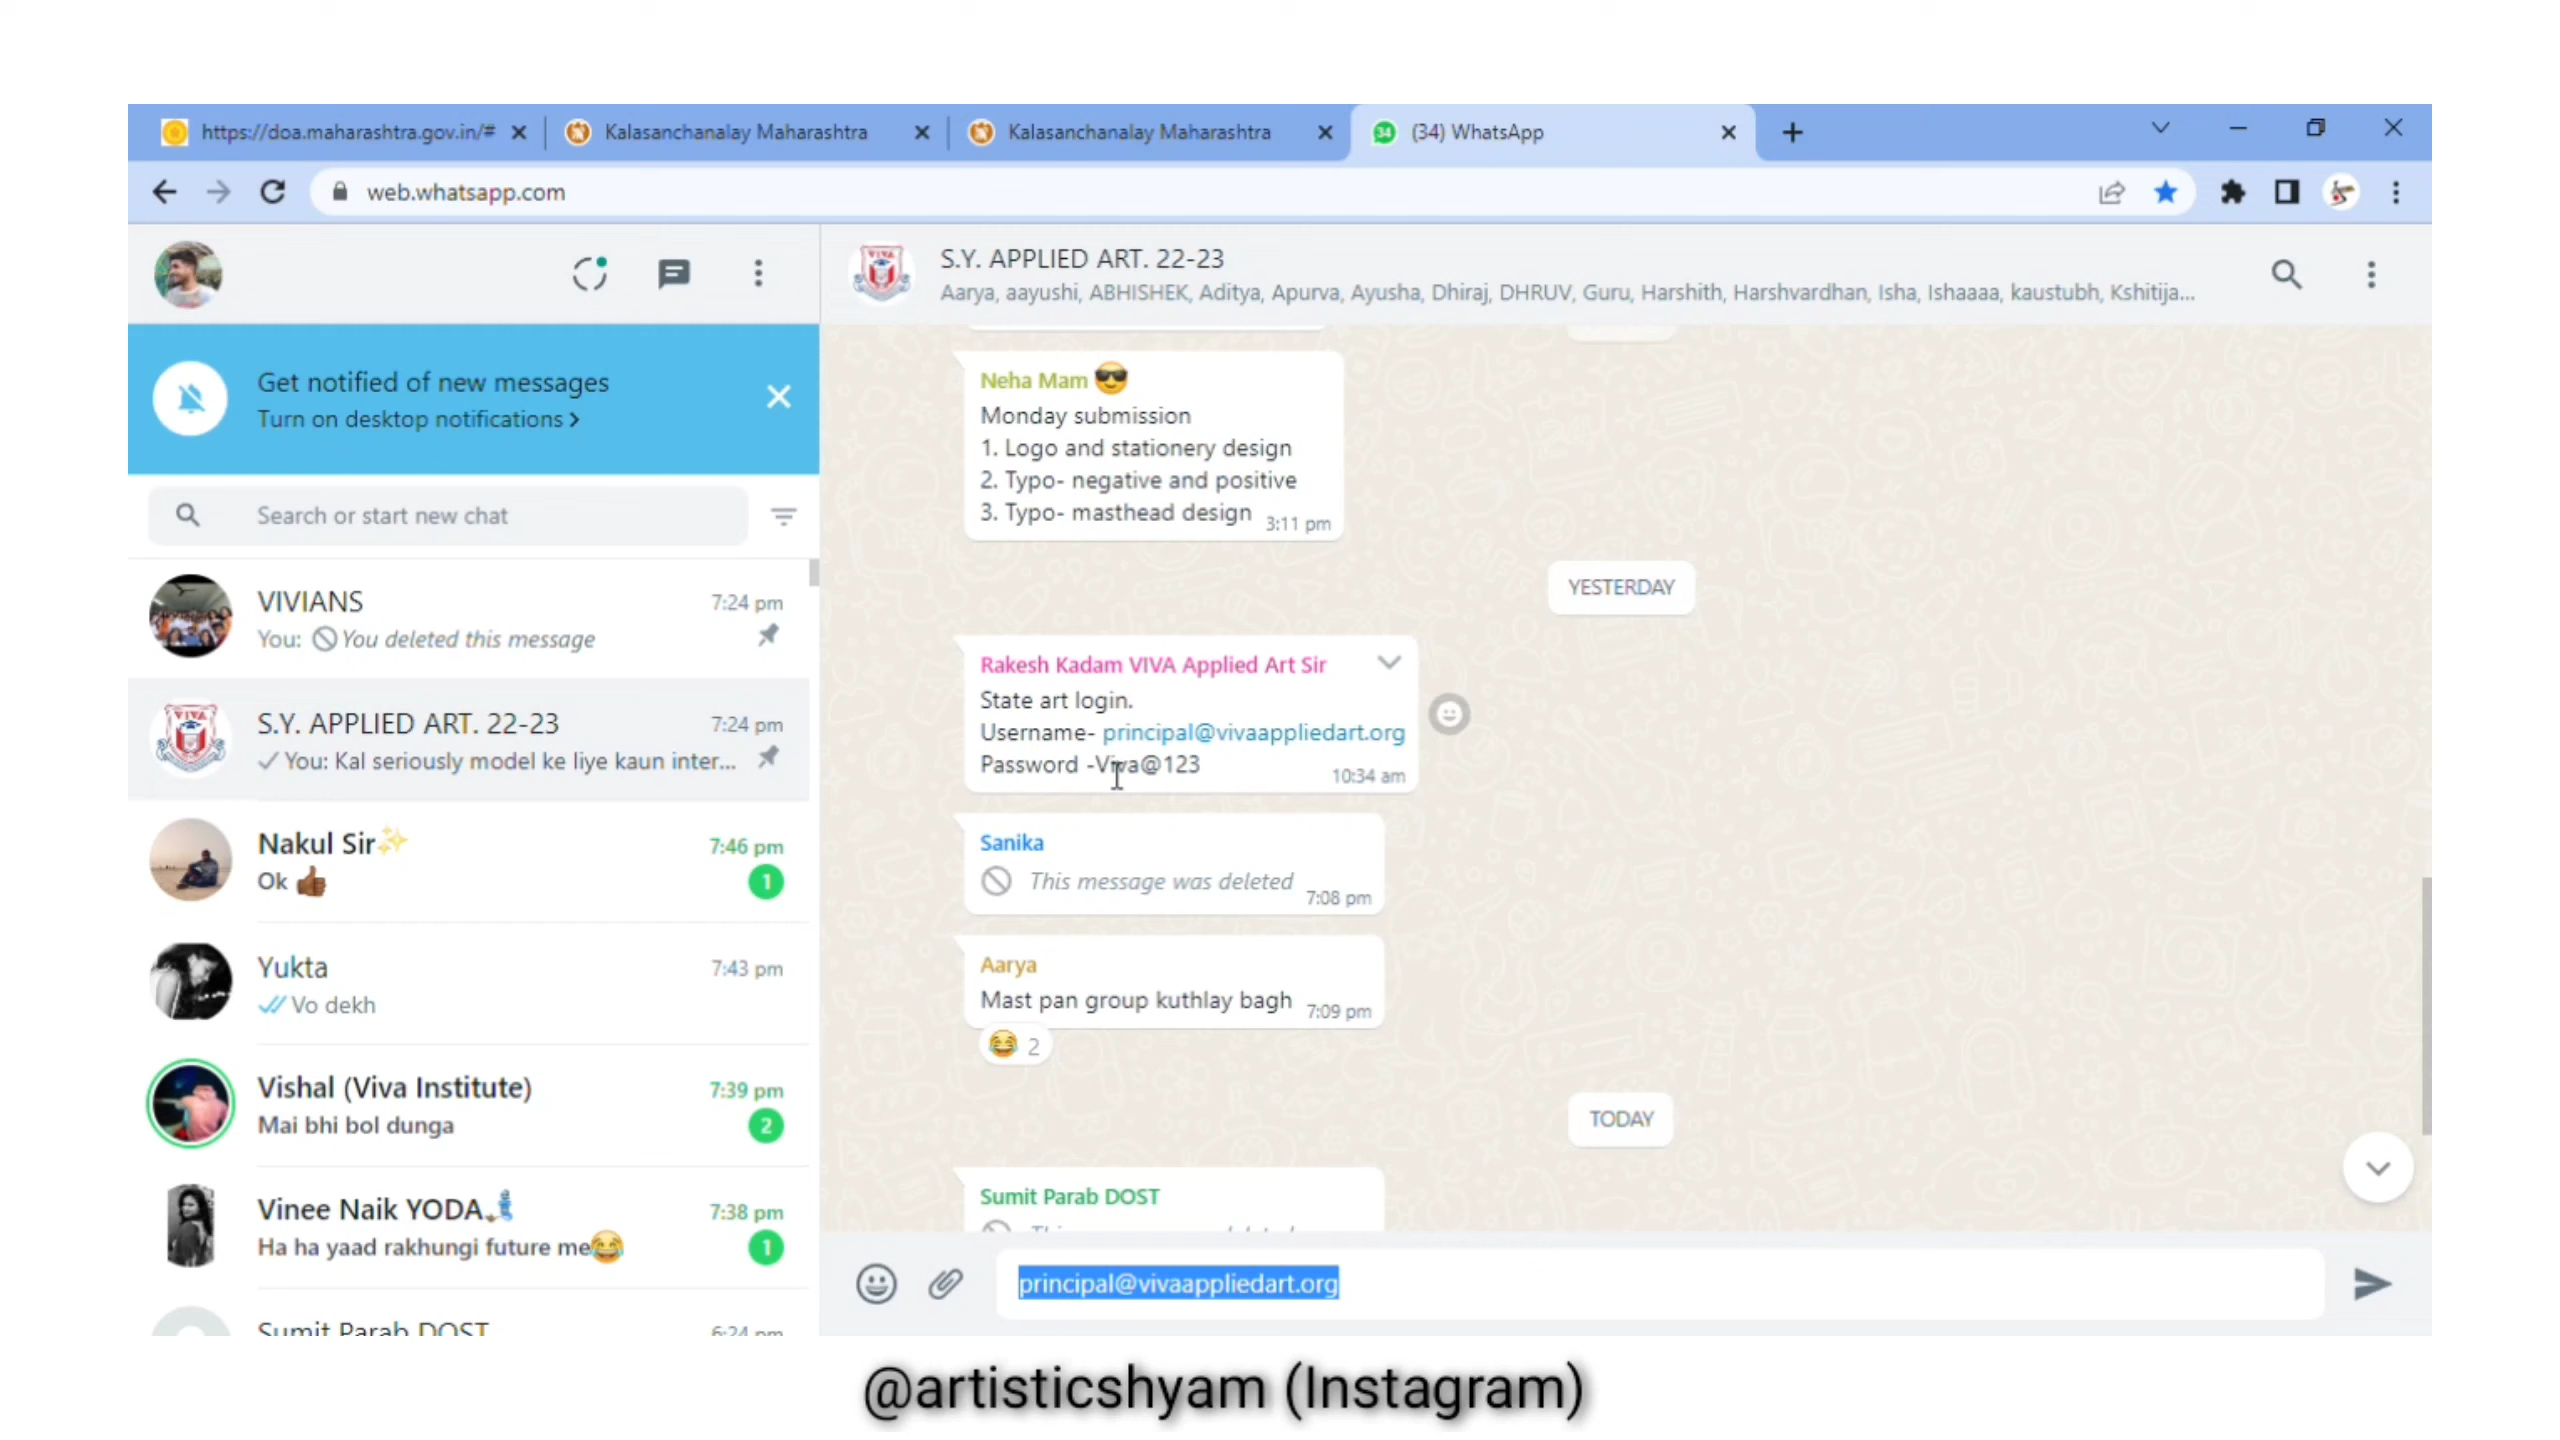 https://doa.maharashtra.gov.in/#
Kalasanchanalay Maharashtra
Kalasanchanalay Maharashtra
(34) WhatsApp
web.whatsapp.com
Get notified of new messages
Turn on desktop notifications >
Search or start new chat
VIVIANS 7:24 pm
You: You deleted this message
S.Y. APPLIED ART. 22-23 7:24 pm
You: Kal seriously model ke liye kaun inter...
Nakul Sir 7:46 pm
Ok 1
Yukta 7:43 pm
Vo dekh
Vishal (Viva Institute) 7:39 pm
Mai bhi bol dunga 2
Vinee Naik YODA 7:38 pm
Ha ha yaad rakhungi future me 1
Sumit Parab DOST 6:24 pm
S.Y. APPLIED ART. 22-23
Aarya, aayushi, ABHISHEK, Aditya, Apurva, Ayusha, Dhiraj, DHRUV, Guru, Harshith, Harshvardhan, Isha, Ishaaaa, kaustubh, Kshitija...
Neha Mam
Monday submission
1. Logo and stationery design
2. Typo- negative and positive
3. Typo- masthead design 3:11 pm
YESTERDAY
Rakesh Kadam VIVA Applied Art Sir
State art login.
Username- principal@vivaappliedart.org
Password -Viva@123 10:34 am
Sanika
This message was deleted 7:08 pm
Aarya
Mast pan group kuthlay bagh 7:09 pm
2
TODAY
Sumit Parab DOST
principal@vivaappliedart.org
@artisticshyam (Instagram)